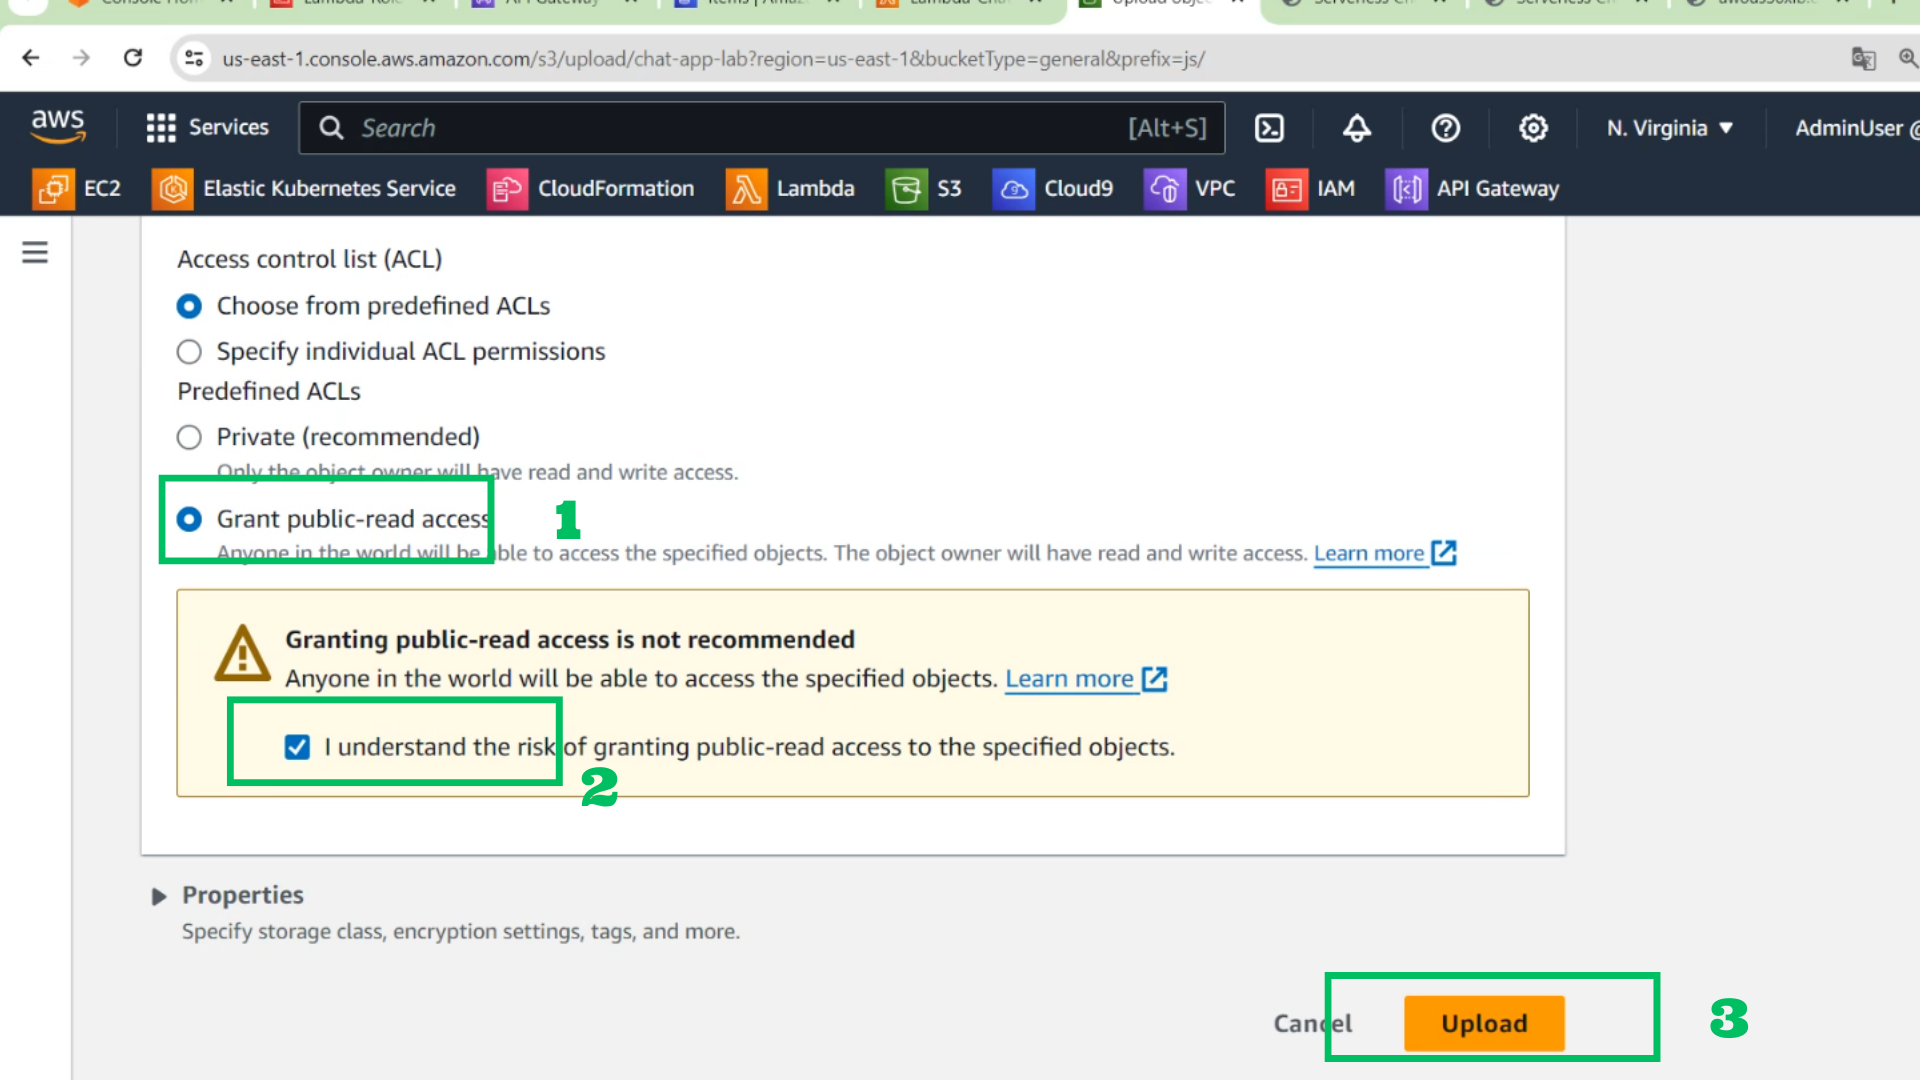 us-east-1.console.aws.amazon.com/s3/upload/chat-app-lab?region=us-east-1&bucketType=general&prefix=js/
aws Services Search [Alt+S] N. Virginia ▼ AdminUser @
EC2 Elastic Kubernetes Service CloudFormation Lambda S3 Cloud9 VPC IAM API Gateway
Access control list (ACL)
Choose from predefined ACLs
Specify individual ACL permissions
Predefined ACLs
Private (recommended)
Only the object owner will have read and write access.
Grant public-read access 1
Anyone in the world will be able to access the specified objects. The object owner will have read and write access. Learn more
Granting public-read access is not recommended
Anyone in the world will be able to access the specified objects. Learn more
I understand the risk of granting public-read access to the specified objects.
2
Properties
Specify storage class, encryption settings, tags, and more.
Cancel Upload 3